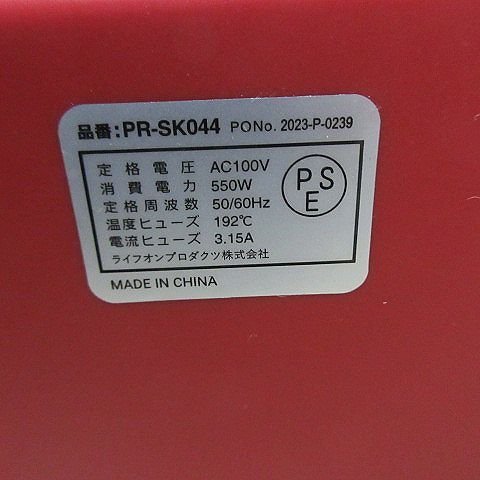 品番:PR-SK044 PONo. 2023-P-0239
定格電圧 AC100V
消費電力 550W
定格周波数 50/60Hz
温度ヒューズ 192℃
電流ヒューズ 3.15A
ライフオンプロダクツ株式会社
PSE
MADE IN CHINA